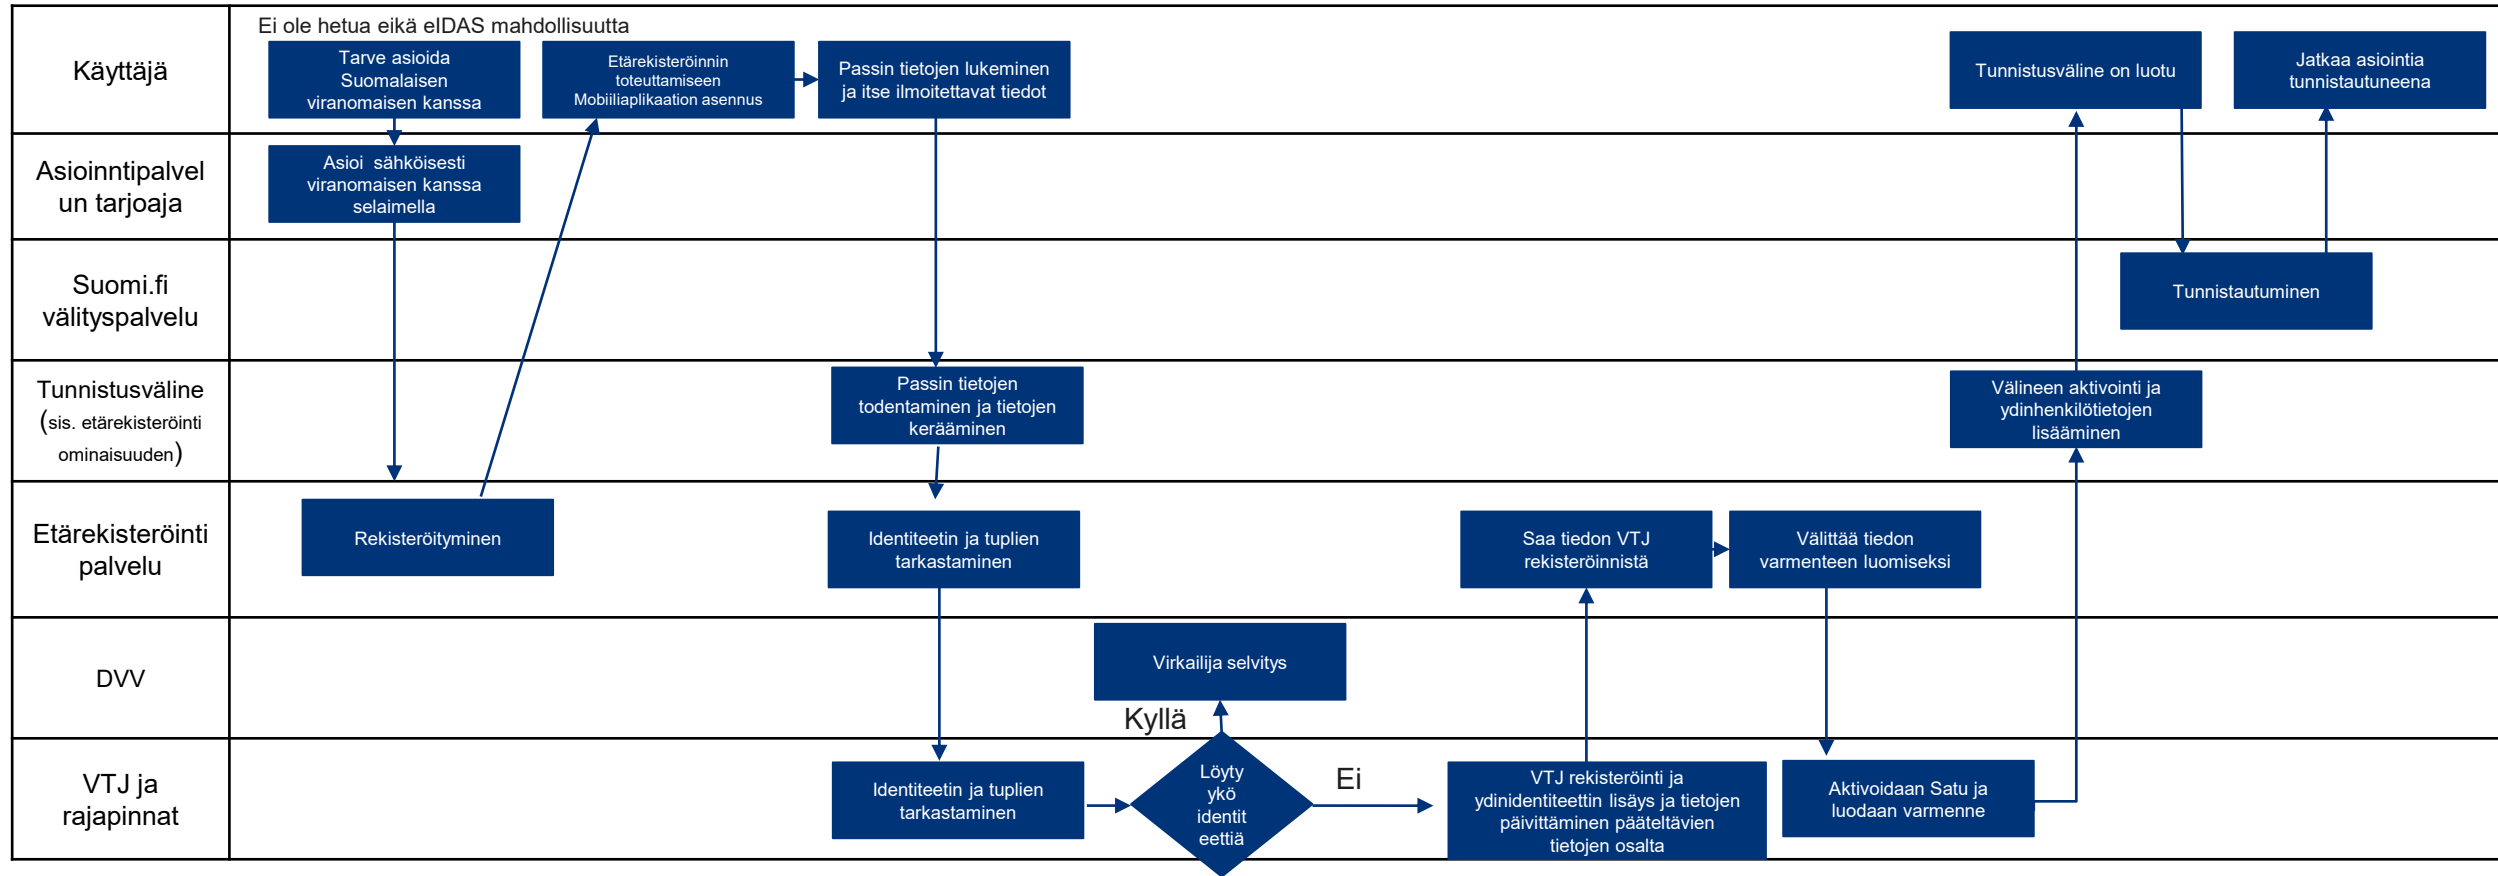 Ei ole hetua eikä eIDAS mahdollisuutta
Käyttäjä
Tarve asioida
Suomalaisen
viranomaisen kanssa
Etärekisteröinnin
toteuttamiseen
Mobiiliaplikaation asennus
Passin tietojen lukeminen
ja itse ilmoitettavat tiedot
Tunnistusväline on luotu
Jatkaa asiointia
tunnistautuneena
Asioinntipalvel
un tarjoaja
Asioi sähköisesti
viranomaisen kanssa
selaimella
Suomi.fi
välityspalvelu
Tunnistautuminen
Tunnistusväline
(sis. etärekisteröinti
ominaisuuden)
Passin tietojen
todentaminen ja tietojen
kerääminen
Välineen aktivointi ja
ydinhenkilötietojen
lisääminen
Etärekisteröinti
palvelu
Rekisteröityminen
Identiteetin ja tuplien
tarkastaminen
Saa tiedon VTJ
rekisteröinnistä
Välittää tiedon
varmenteen luomiseksi
DVV
Virkailija selvitys
Kyllä
VTJ ja
rajapinnat
Identiteetin ja tuplien
tarkastaminen
Löyty
ykö
identit
eettiä
Ei
VTJ rekisteröinti ja
ydinidentiteettin lisäys ja tietojen
päivittäminen pääteltävien
tietojen osalta
Aktivoidaan Satu ja
luodaan varmenne